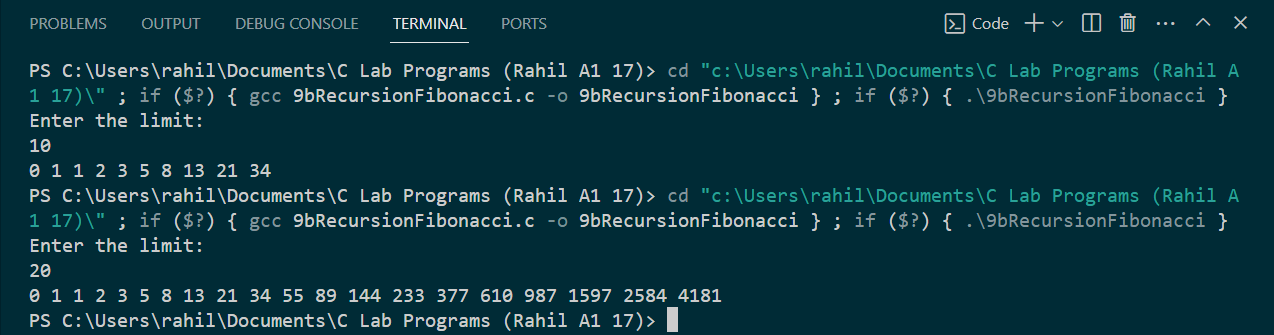 PROBLEMS OUTPUT DEBUG CONSOLE TERMINAL PORTS Code
PS C:\Users\rahil\Documents\C Lab Programs (Rahil A1 17)> cd "c:\Users\rahil\Documents\C Lab Programs (Rahil A
1 17)\" ; if ($?) { gcc 9bRecursionFibonacci.c -o 9bRecursionFibonacci } ; if ($?) { .\9bRecursionFibonacci }
Enter the limit:
10
0 1 1 2 3 5 8 13 21 34
PS C:\Users\rahil\Documents\C Lab Programs (Rahil A1 17)> cd "c:\Users\rahil\Documents\C Lab Programs (Rahil A
1 17)\" ; if ($?) { gcc 9bRecursionFibonacci.c -o 9bRecursionFibonacci } ; if ($?) { .\9bRecursionFibonacci }
Enter the limit:
20
0 1 1 2 3 5 8 13 21 34 55 89 144 233 377 610 987 1597 2584 4181
PS C:\Users\rahil\Documents\C Lab Programs (Rahil A1 17)>